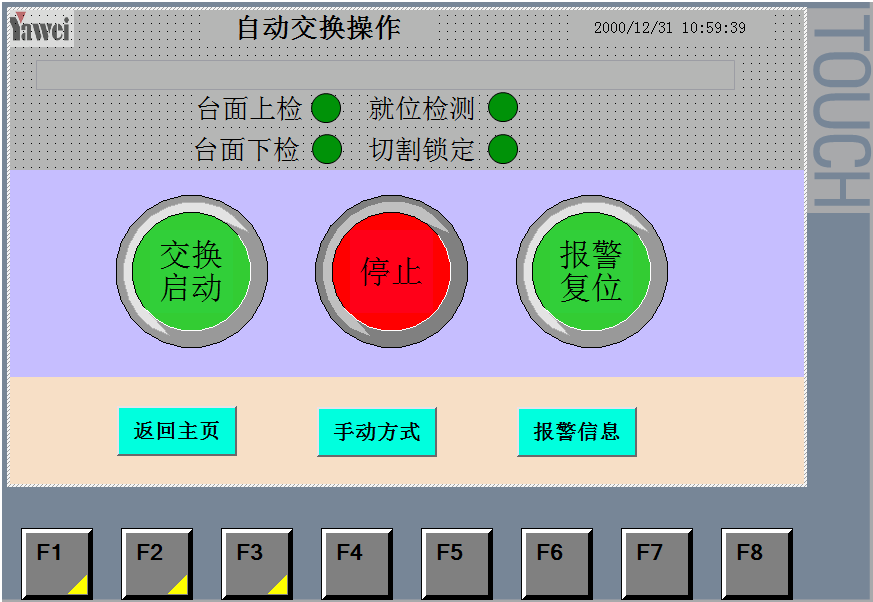 Yawei
自动交换操作
2000/12/31 10:59:39
TOUCH
台面上检
就位检测
台面下检
切割锁定
交换
启动
停止
报警
复位
返回主页
手动方式
报警信息
F1
F2
F3
F4
F5
F6
F7
F8